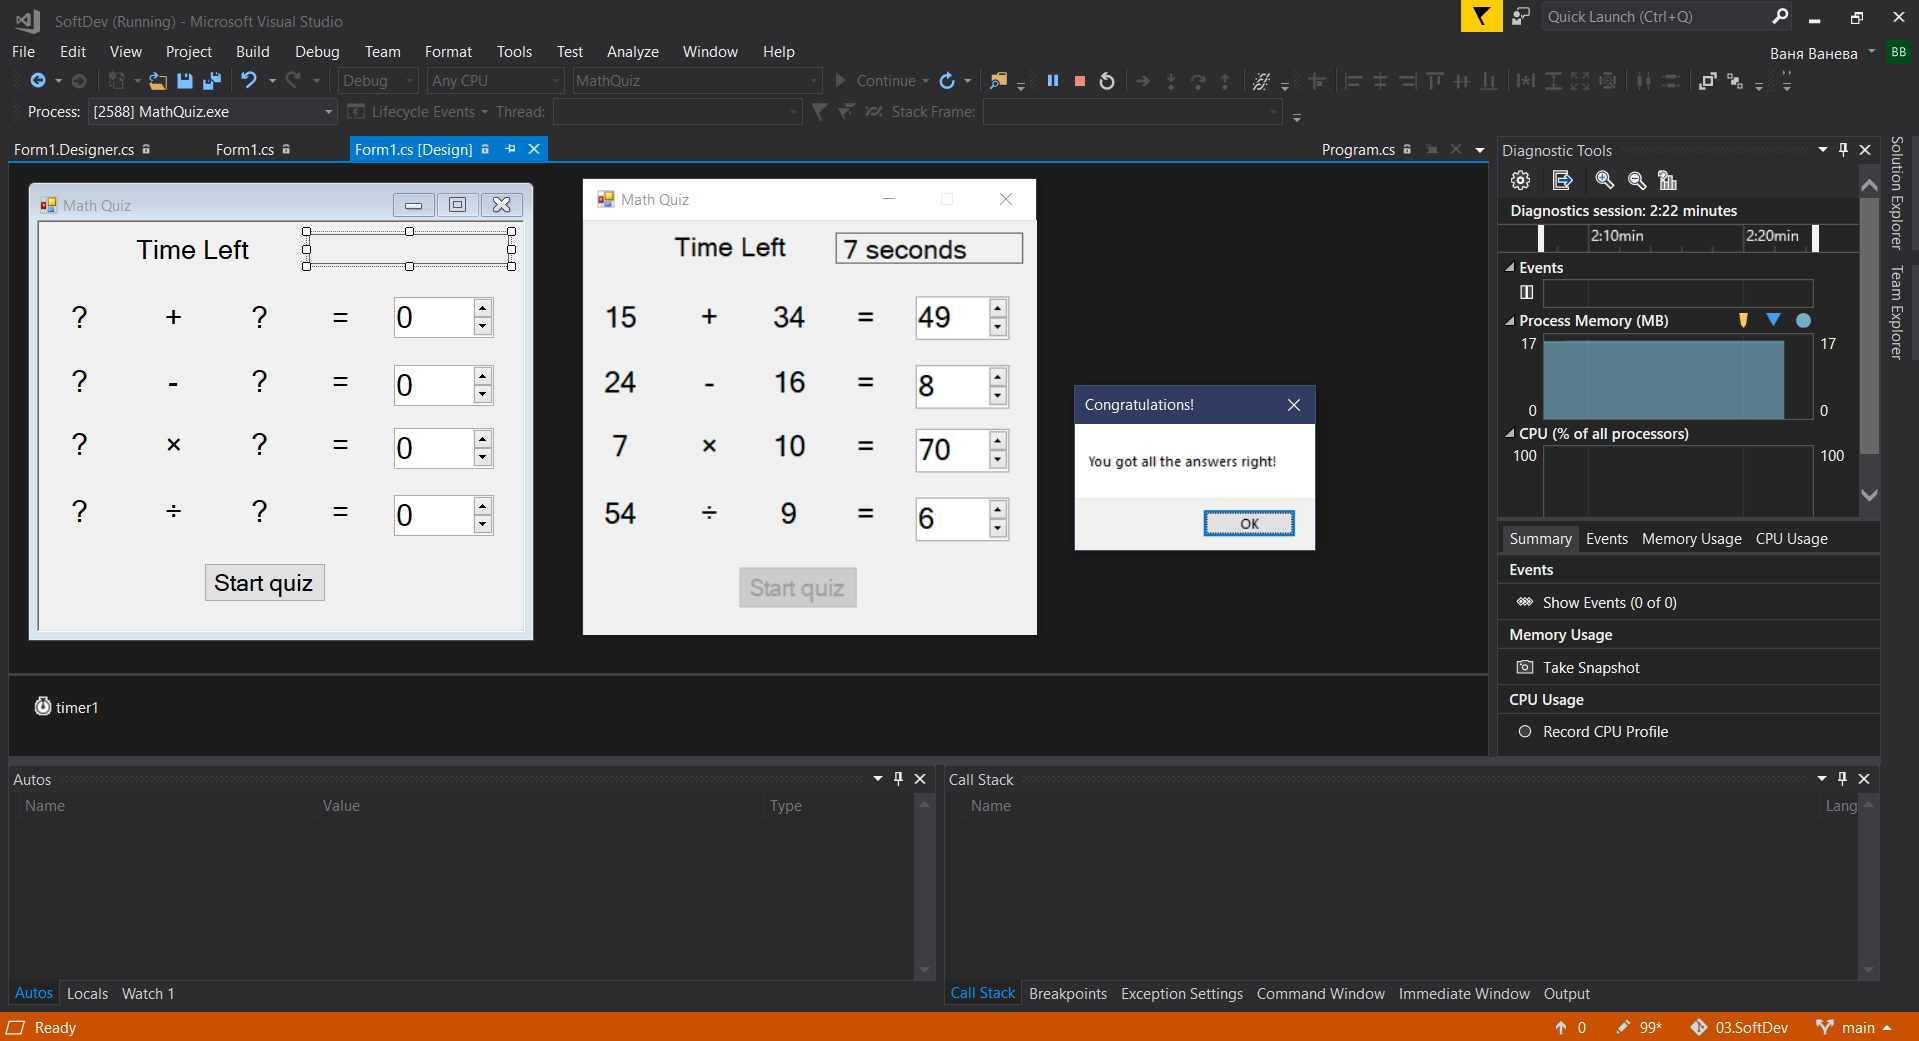 SoftDev (Running) - Microsoft Visual Studio
Quick Launch (Ctrl+Q)
File Edit View Project Build Debug Team Format Tools Test Analyze Window Help
Ваня Ванева BB
Debug Any CPU MathQuiz Continue
Process: [2588] MathQuiz.exe Lifecycle Events Thread: Stack Frame:
Form1.Designer.cs Form1.cs Form1.cs [Design] Program.cs
Math Quiz
Time Left
? + ? = 0
? - ? = 0
? × ? = 0
? ÷ ? = 0
Start quiz
Math Quiz
Time Left 7 seconds
15 + 34 = 49
24 - 16 = 8
7 × 10 = 70
54 ÷ 9 = 6
Start quiz
Congratulations!
You got all the answers right!
OK
timer1
Diagnostic Tools
Diagnostics session: 2:22 minutes
2:10min 2:20min
Events
Process Memory (MB)
17 17
0 0
CPU (% of all processors)
100 100
Summary Events Memory Usage CPU Usage
Events
Show Events (0 of 0)
Memory Usage
Take Snapshot
CPU Usage
Record CPU Profile
Solution Explorer
Team Explorer
Autos
Name Value Type
Autos Locals Watch 1
Call Stack
Name Lang
Call Stack Breakpoints Exception Settings Command Window Immediate Window Output
Ready
0 99* 03.SoftDev main